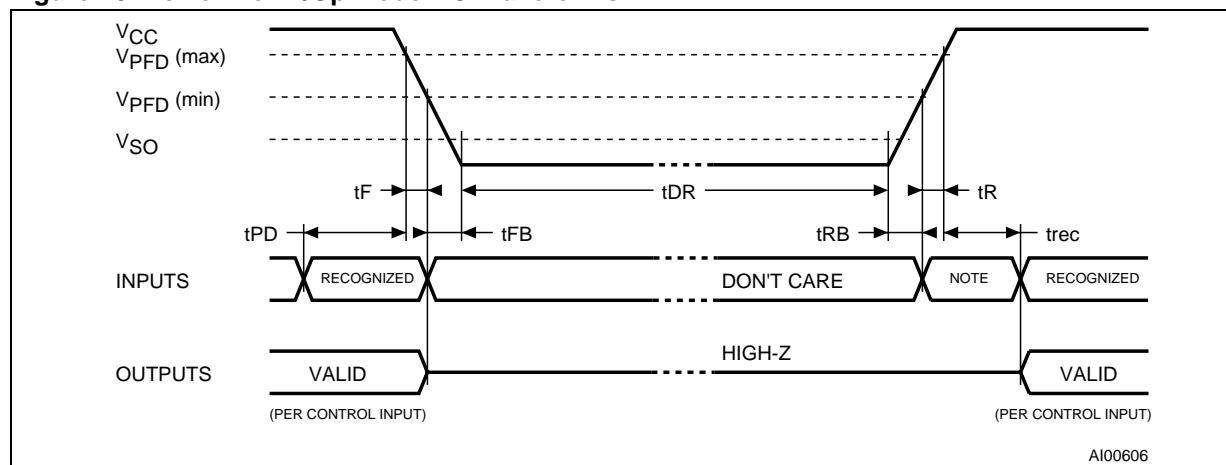 VCC
VPFD (max)
VPFD (min)
VSO
tF
tDR
tR
tPD
tFB
tRB
trec
INPUTS
RECOGNIZED
DON'T CARE
NOTE
RECOGNIZED
HIGH-Z
OUTPUTS
VALID
VALID
(PER CONTROL INPUT)
(PER CONTROL INPUT)
AI00606